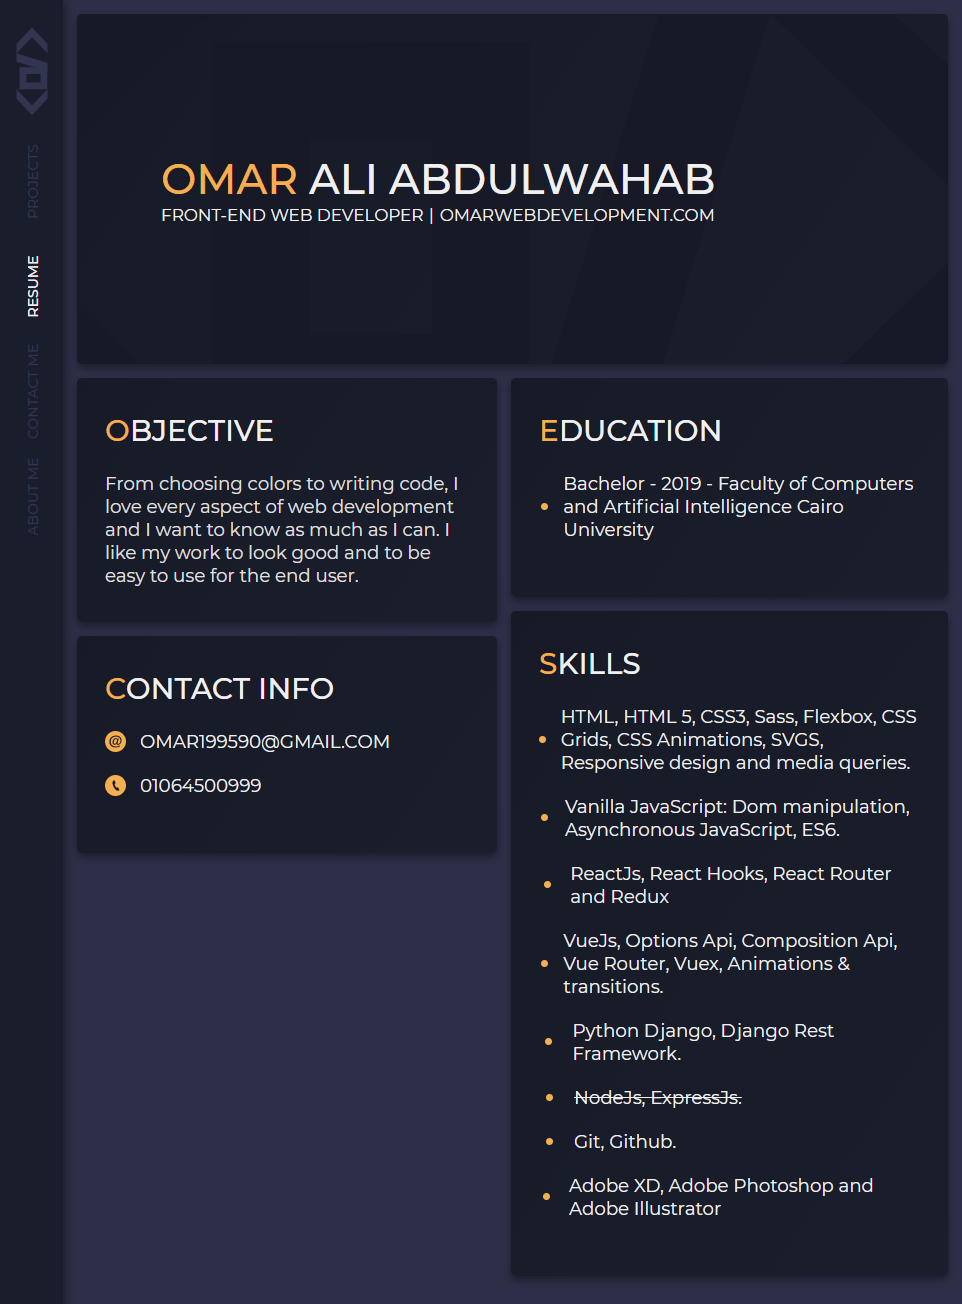 PROJECTS
RESUME
CONTACT ME
ABOUT ME
OMAR ALI ABDULWAHAB
FRONT-END WEB DEVELOPER | OMARWEBDEVELOPMENT.COM
OBJECTIVE
From choosing colors to writing code, I
love every aspect of web development
and I want to know as much as I can. I
like my work to look good and to be
easy to use for the end user.
CONTACT INFO
OMAR199590@GMAIL.COM
01064500999
EDUCATION
Bachelor - 2019 - Faculty of Computers
and Artificial Intelligence Cairo
University
SKILLS
HTML, HTML 5, CSS3, Sass, Flexbox, CSS
Grids, CSS Animations, SVGS,
Responsive design and media queries.
Vanilla JavaScript: Dom manipulation,
Asynchronous JavaScript, ES6.
ReactJs, React Hooks, React Router
and Redux
VueJs, Options Api, Composition Api,
Vue Router, Vuex, Animations &
transitions.
Python Django, Django Rest
Framework.
NodeJs, ExpressJs.
Git, Github.
Adobe XD, Adobe Photoshop and
Adobe Illustrator